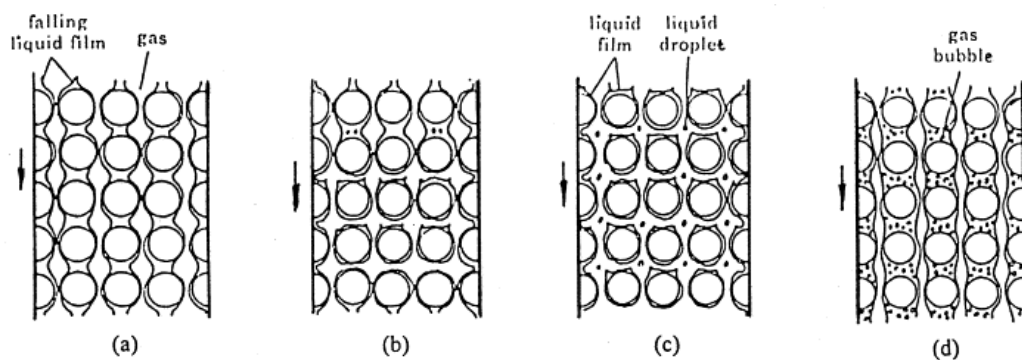 falling
liquid film
gas
liquid
film
liquid
droplet
gas
bubble
(a)
(b)
(c)
(d)